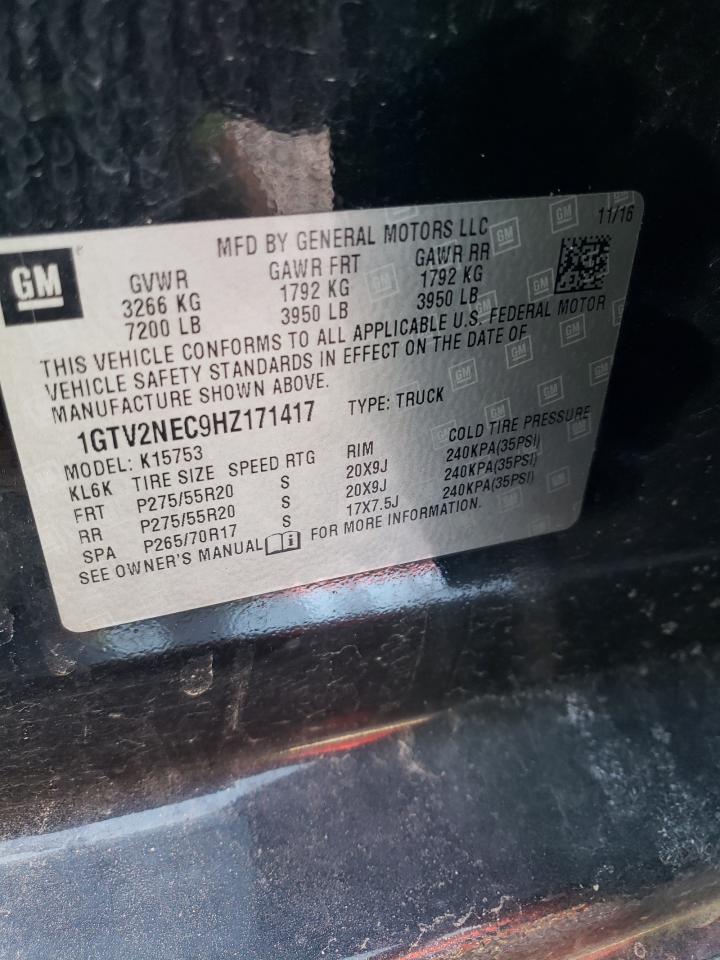 GM
MFD BY GENERAL MOTORS LLC
11/16
GVWR GAWR FRT GAWR RR
3266 KG 1792 KG 1792 KG
7200 LB 3950 LB 3950 LB
THIS VEHICLE CONFORMS TO ALL APPLICABLE U.S. FEDERAL MOTOR
VEHICLE SAFETY STANDARDS IN EFFECT ON THE DATE OF
MANUFACTURE SHOWN ABOVE.
1GTV2NEC9HZ171417 TYPE: TRUCK
MODEL: K15753
KL6K TIRE SIZE SPEED RTG RIM COLD TIRE PRESSURE
FRT P275/55R20 S 20X9J 240KPA(35PSI)
RR P275/55R20 S 20X9J 240KPA(35PSI)
SPA P265/70R17 S 17X7.5J 240KPA(35PSI)
SEE OWNER'S MANUAL FOR MORE INFORMATION.